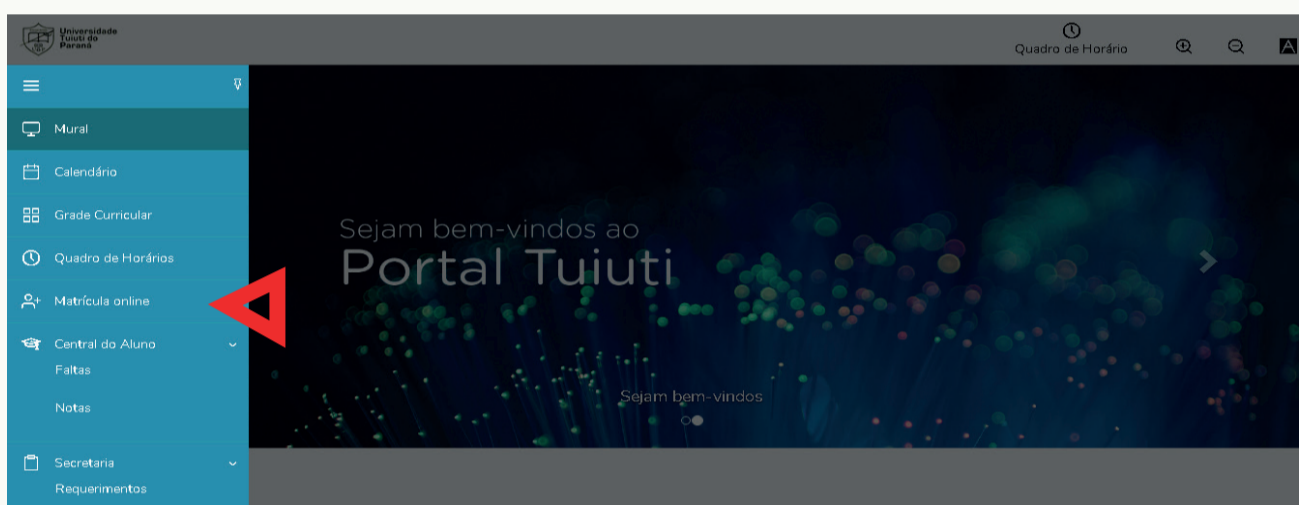 Universidade
Tuiuti do
Paraná
Quadro de Horário
A
Mural
Calendário
Grade Curricular
Quadro de Horários
Matrícula online
Central do Aluno
Faltas
Notas
Secretaria
Requerimentos
Sejam bem-vindos ao
Portal Tuiuti
Sejam bem-vindos